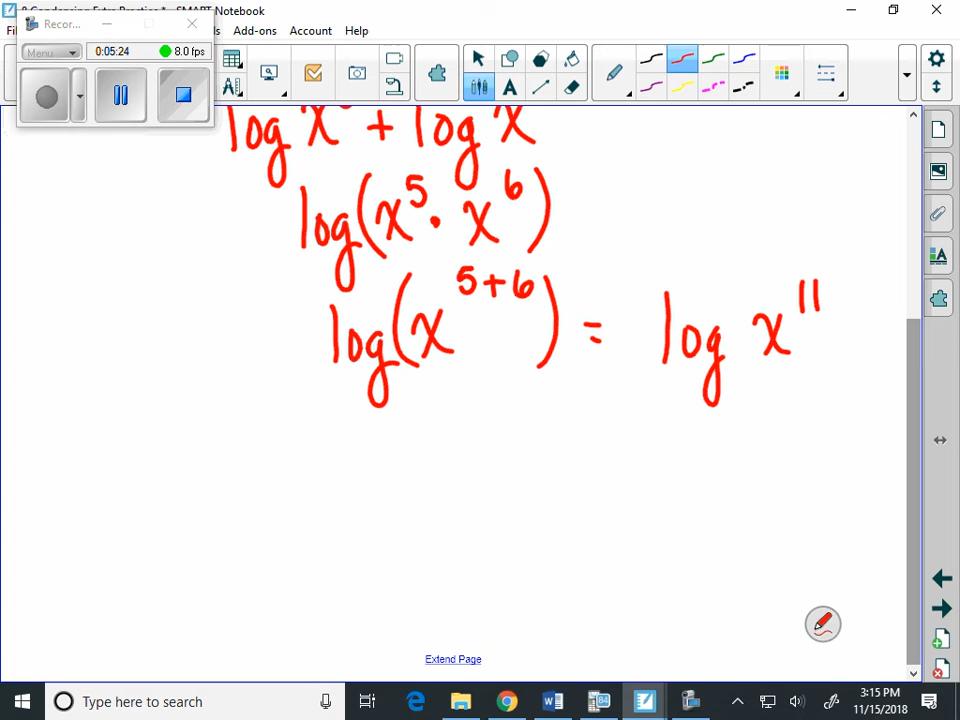 Recor...
Menu
0:05:24
8.0 fps
SMART Notebook
Add-ons Account Help
log x + log x
log(x⁵ · x⁶)
log(x⁵⁺⁶) = log x¹¹
Extend Page
Type here to search
3:15 PM
11/15/2018